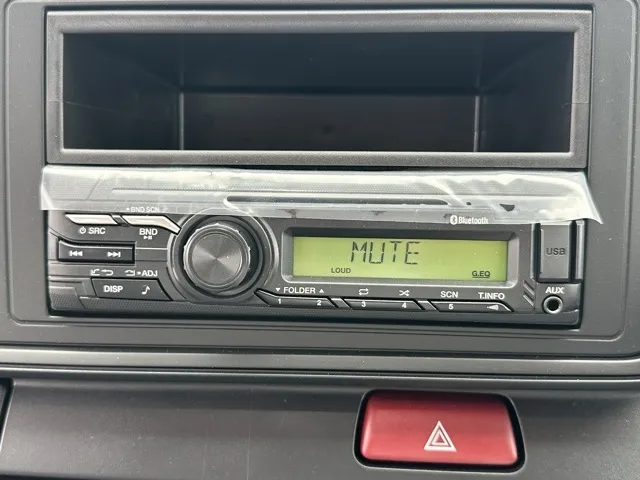 BND SCN
Bluetooth
SRC
BND
MUTE
LOUD
G.EQ
USB
ADJ
DISP
FOLDER
SCN
T.INFO
AUX
1 2 3 4 5